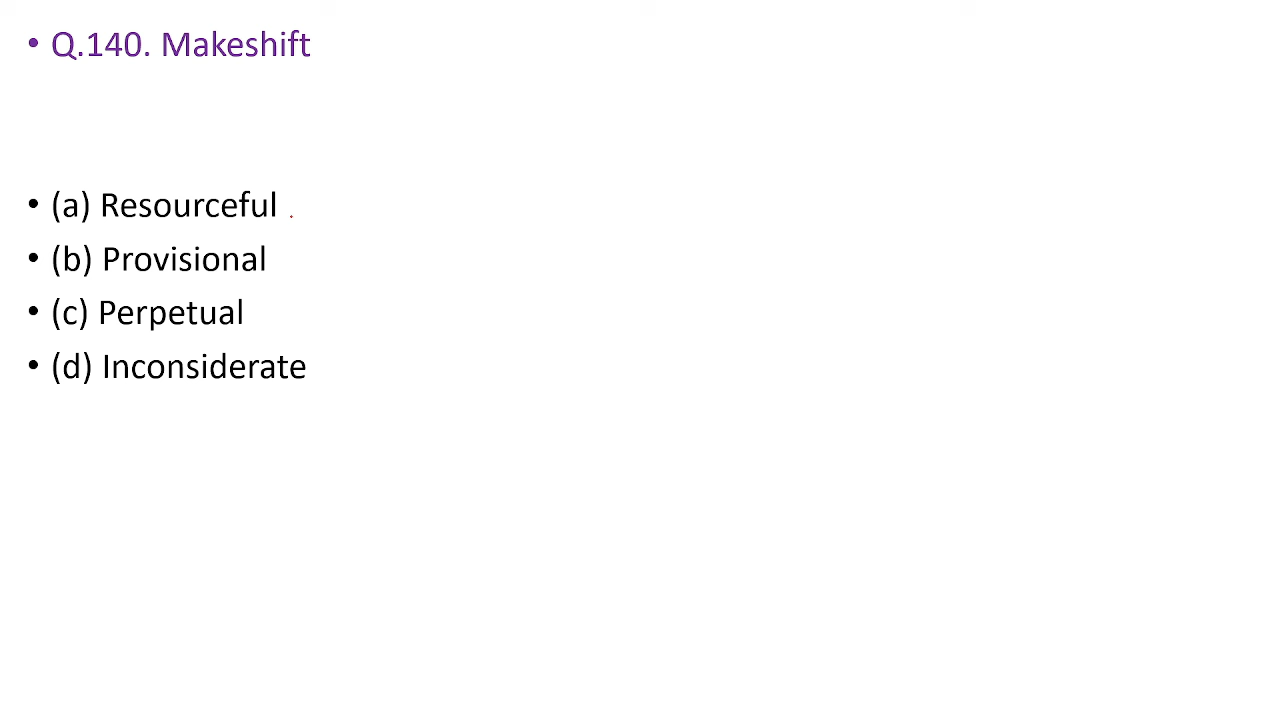 • Q.140. Makeshift
• (a) Resourceful
• (b) Provisional
• (c) Perpetual
• (d) Inconsiderate